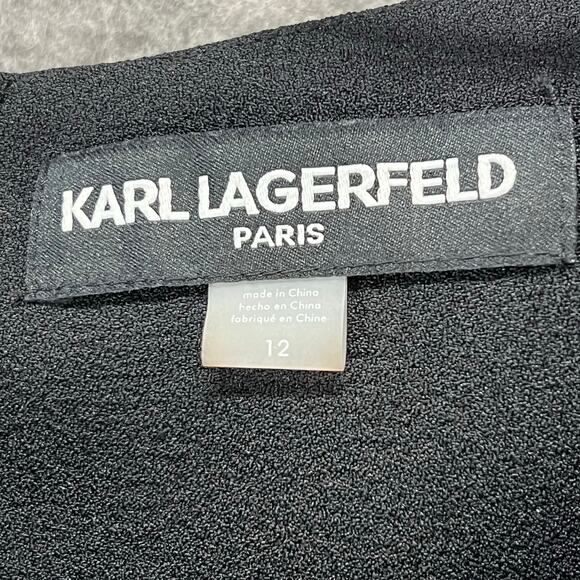 KARL LAGERFELD
PARIS
made in China
hecho en China
fabriqué en Chine
12